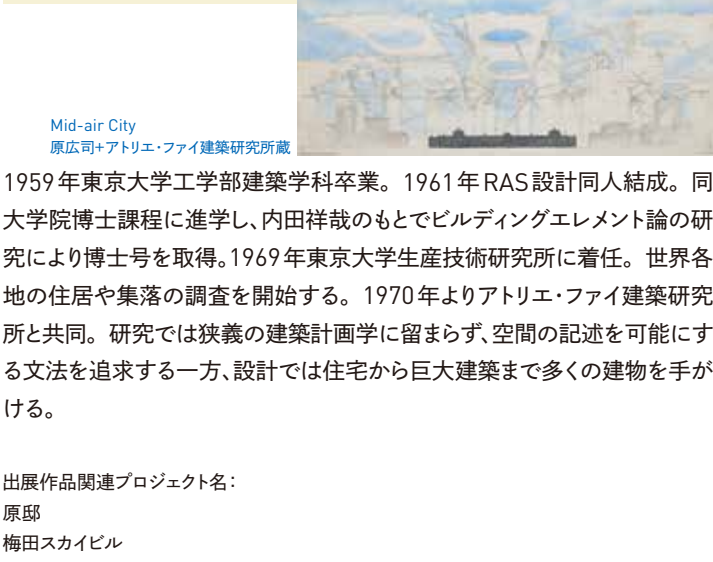 Mid-air City
原広司+アトリエ・ファイ建築研究所蔵
1959年東京大学工学部建築学科卒業。1961年RAS設計同人結成。同
大学院博士課程に進学し、内田祥哉のもとでビルディングエレメント論の研
究により博士号を取得。1969年東京大学生産技術研究所に着任。世界各
地の住居や集落の調査を開始する。1970年よりアトリエ・ファイ建築研究
所と共同。研究では狭義の建築計画学に留まらず、空間の記述を可能にす
る文法を追求する一方、設計では住宅から巨大建築まで多くの建物を手が
ける。
出展作品関連プロジェクト名：
原邸
梅田スカイビル